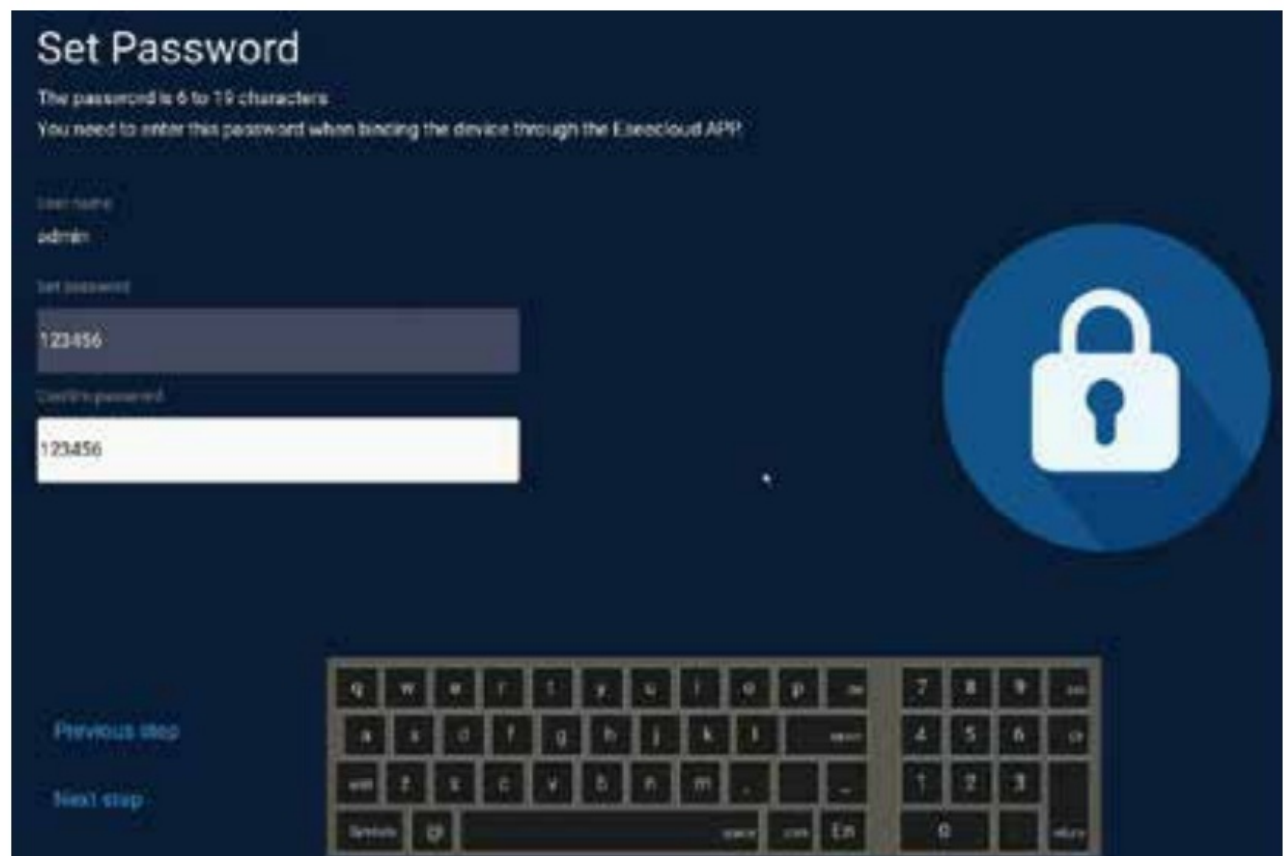 Set Password
The password is 6 to 19 characters
You need to enter this password when binding the device through the Eseecloud APP.
User name
admin
Set password
123456
Confirm password
123456
q w e r t y u i o p 7 8 9
Previous step
a s d f g h j k l 4 5 6
z x c v b n m . _ 1 2 3
Next step
Symbols @ space En 0 return